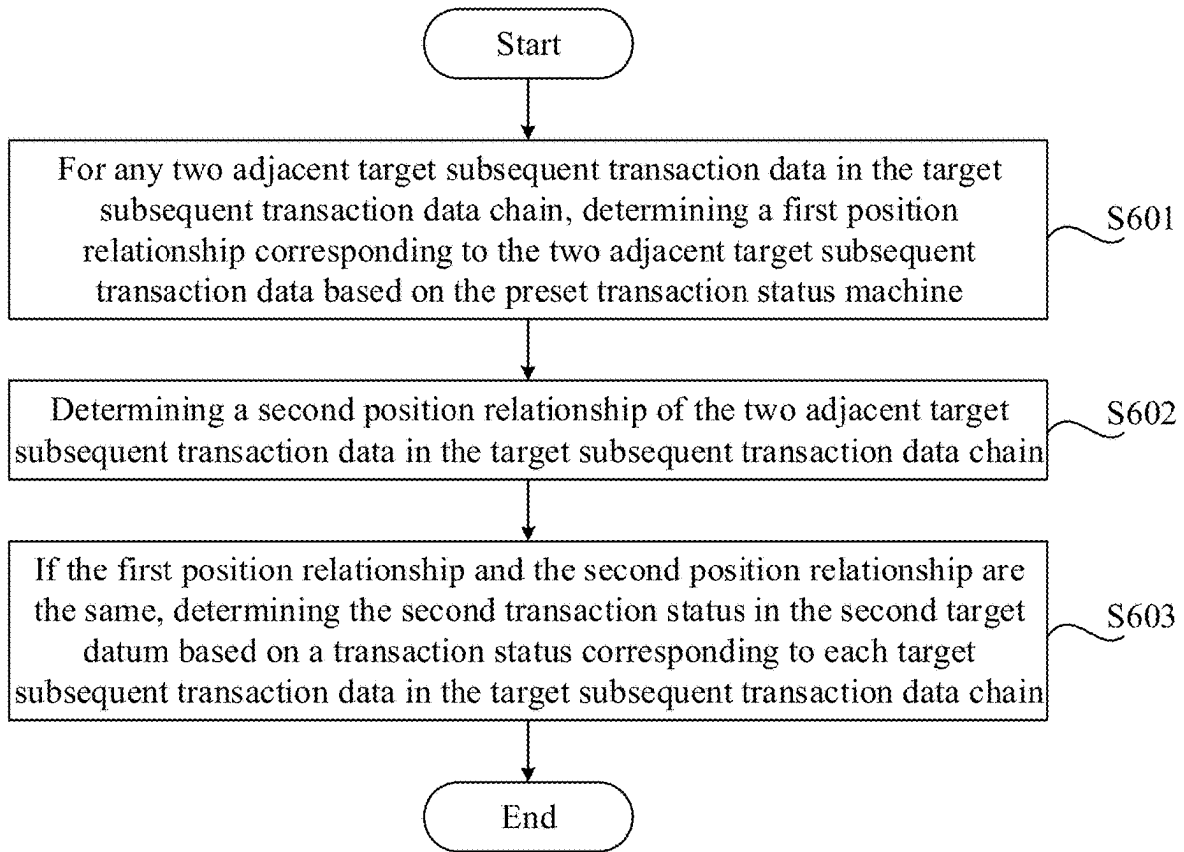 Start
For any two adjacent target subsequent transaction data in the target
subsequent transaction data chain, determining a first position
relationship corresponding to the two adjacent target subsequent
transaction data based on the preset transaction status machine
S601
Determining a second position relationship of the two adjacent target
subsequent transaction data in the target subsequent transaction data chain
S602
If the first position relationship and the second position relationship are
the same, determining the second transaction status in the second target
datum based on a transaction status corresponding to each target
subsequent transaction data in the target subsequent transaction data chain
S603
End